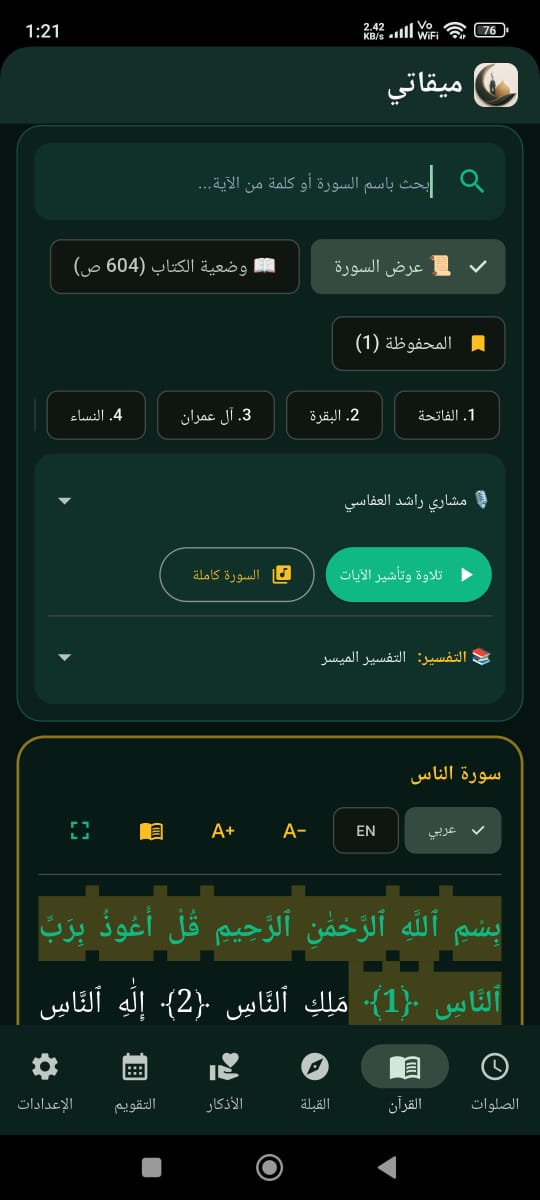 1:21 2.42 KB/s Vo WiFi 76
ميقاتي
بحث باسم السورة أو كلمة من الآية...
عرض السورة وضعية الكتاب (604 ص)
المحفوظة (1)
1. الفاتحة 2. البقرة 3. آل عمران 4. النساء
مشاري راشد العفاسي
تلاوة وتأشير الآيات السورة كاملة
التفسير: التفسير الميسر
سورة الناس
عربي EN A− A+
بِسْمِ ٱللَّهِ ٱلرَّحْمَٰنِ ٱلرَّحِيمِ قُلْ أَعُوذُ بِرَبِّ
ٱلنَّاسِ ﴿1﴾ مَلِكِ ٱلنَّاسِ ﴿2﴾ إِلَٰهِ ٱلنَّاسِ
الصلوات القرآن القبلة الأذكار التقويم الإعدادات